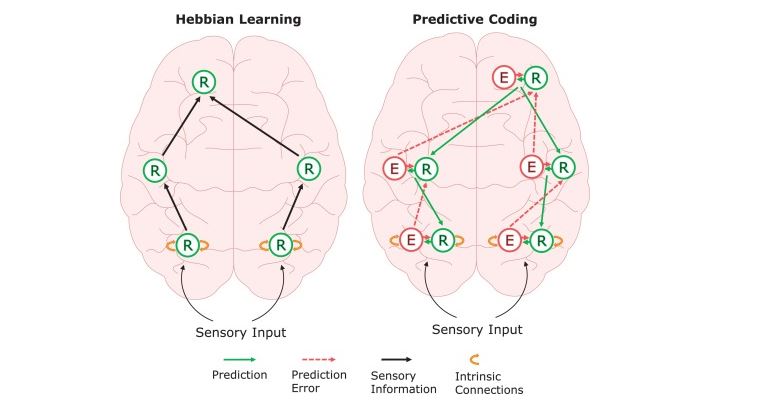 Hebbian Learning
Predictive Coding
R
E R
R R
E R
E R
R R
E R
E R
Sensory Input
Sensory Input
Prediction
Prediction
Error
Sensory
Information
Intrinsic
Connections